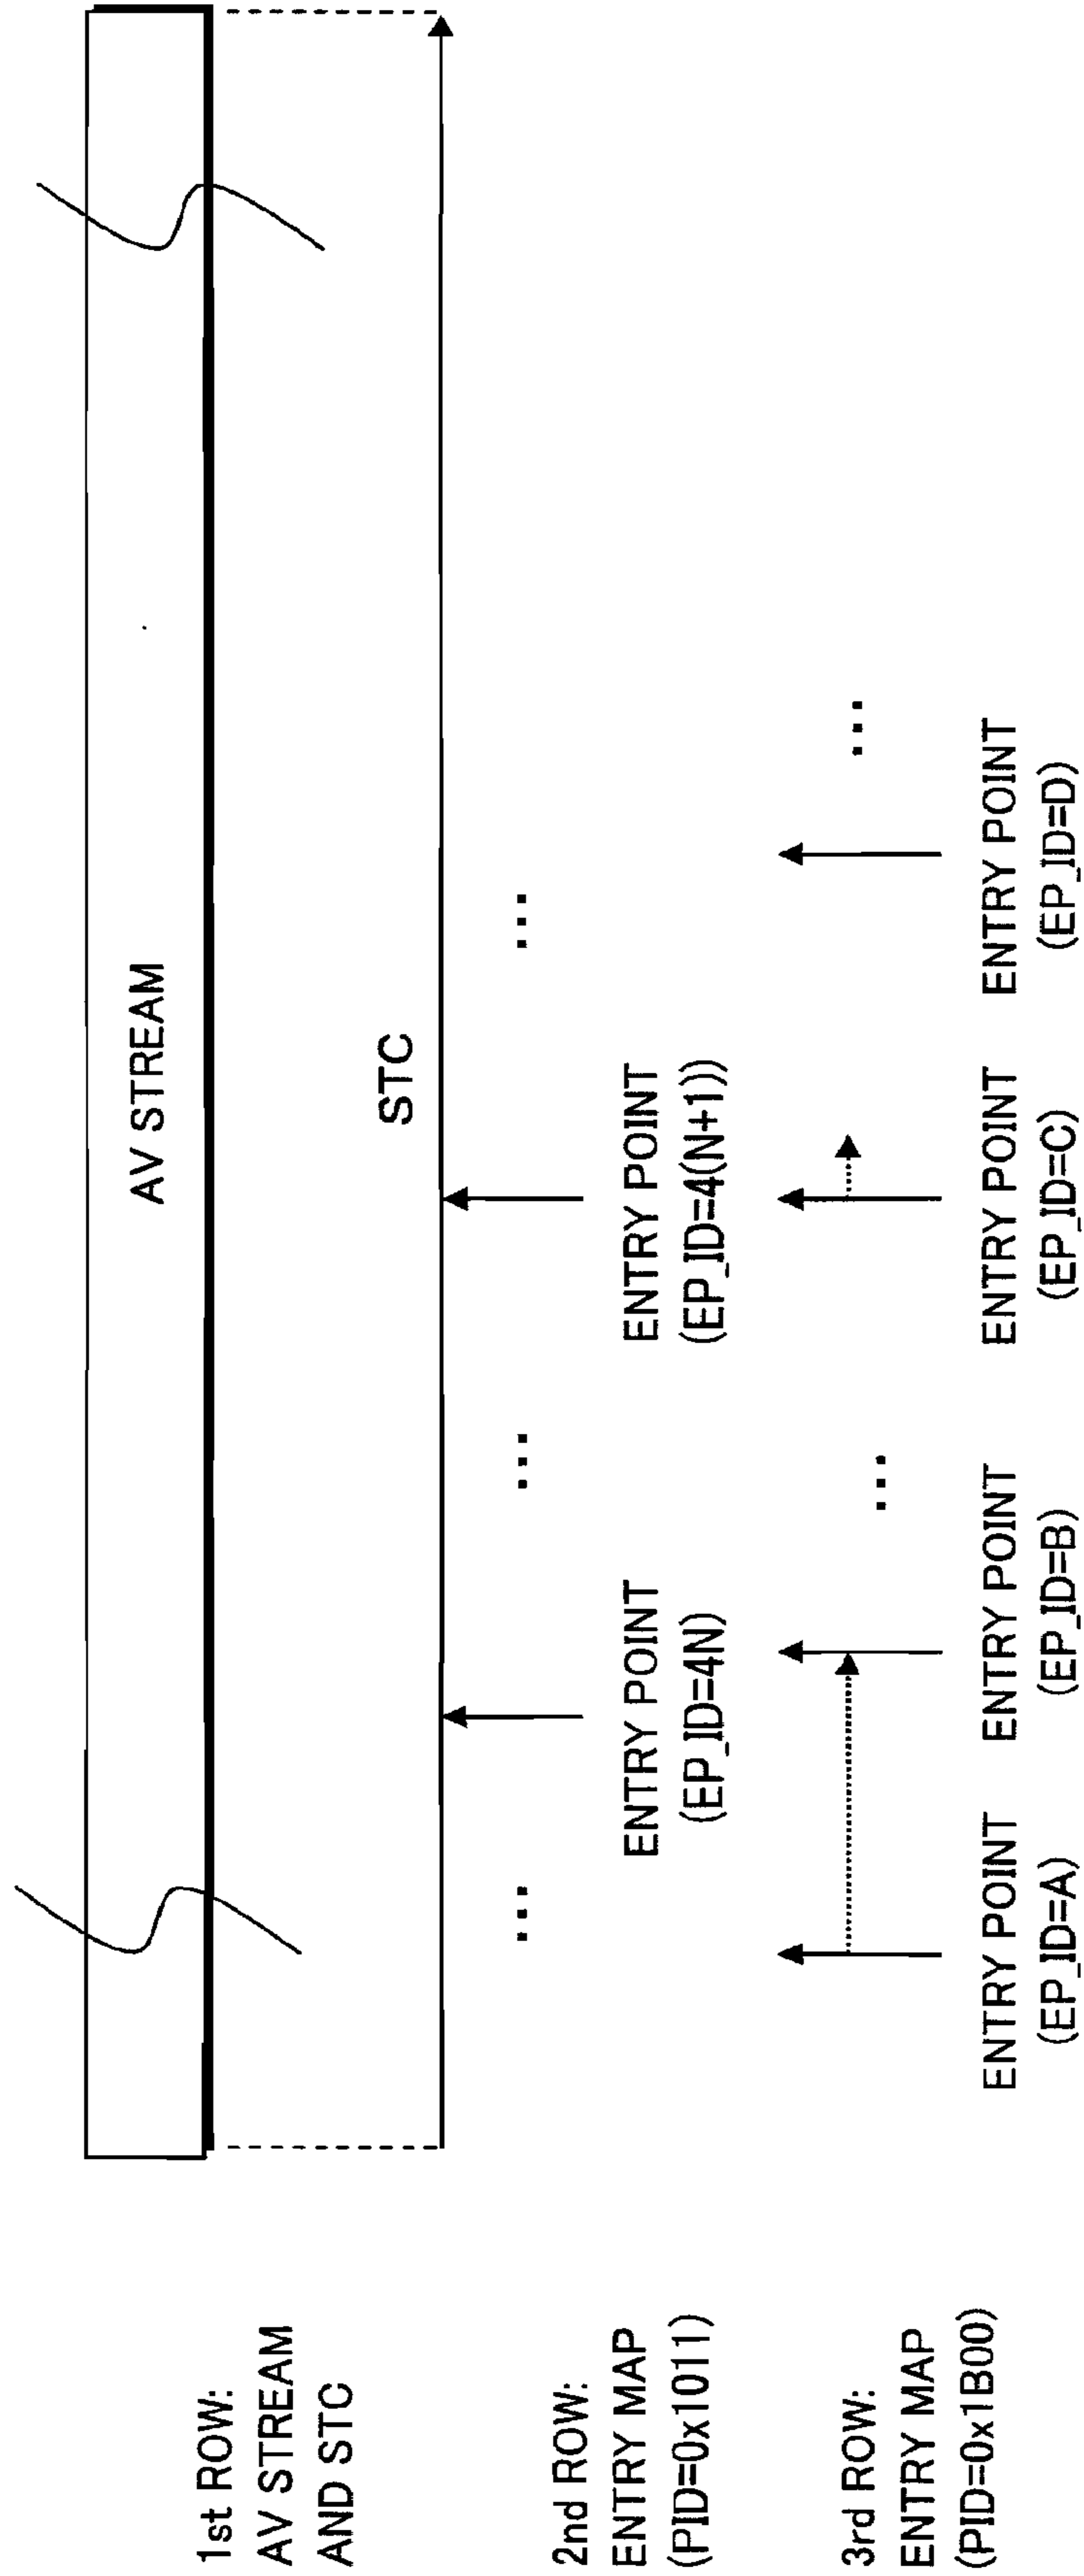 1st ROW:
AV STREAM
AND STC
AV STREAM
STC
2nd ROW:
ENTRY MAP
(PID=0x1011)
...
ENTRY POINT
(EP_ID=4N)
...
ENTRY POINT
(EP_ID=4(N+1))
...
3rd ROW:
ENTRY MAP
(PID=0x1B00)
ENTRY POINT
(EP_ID=A)
ENTRY POINT
(EP_ID=B)
...
ENTRY POINT
(EP_ID=C)
ENTRY POINT
(EP_ID=D)
...